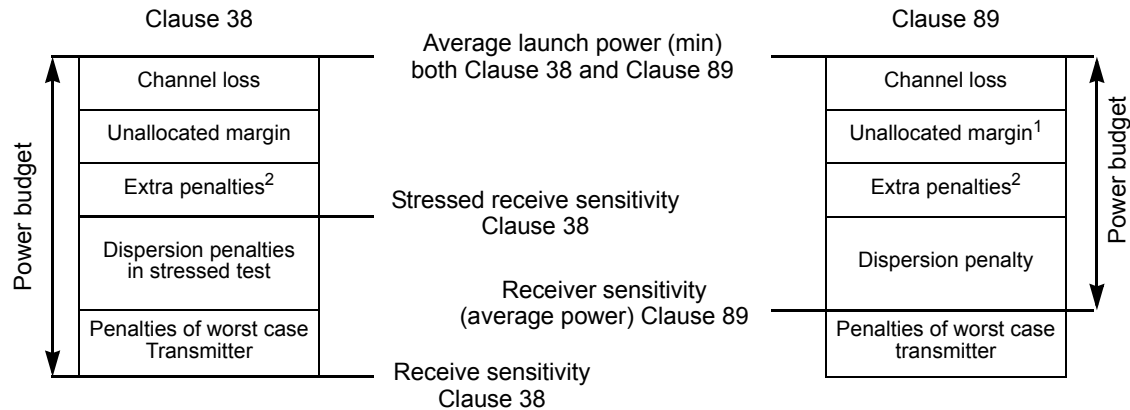 Clause 38
Clause 89
Average launch power (min)
both Clause 38 and Clause 89
Power budget
Channel loss
Unallocated margin
Extra penalties2
Dispersion penalties
in stressed test
Penalties of worst case
Transmitter
Stressed receive sensitivity
Clause 38
Receiver sensitivity
(average power) Clause 89
Receive sensitivity
Clause 38
Channel loss
Unallocated margin1
Extra penalties2
Dispersion penalty
Penalties of worst case
transmitter
Power budget